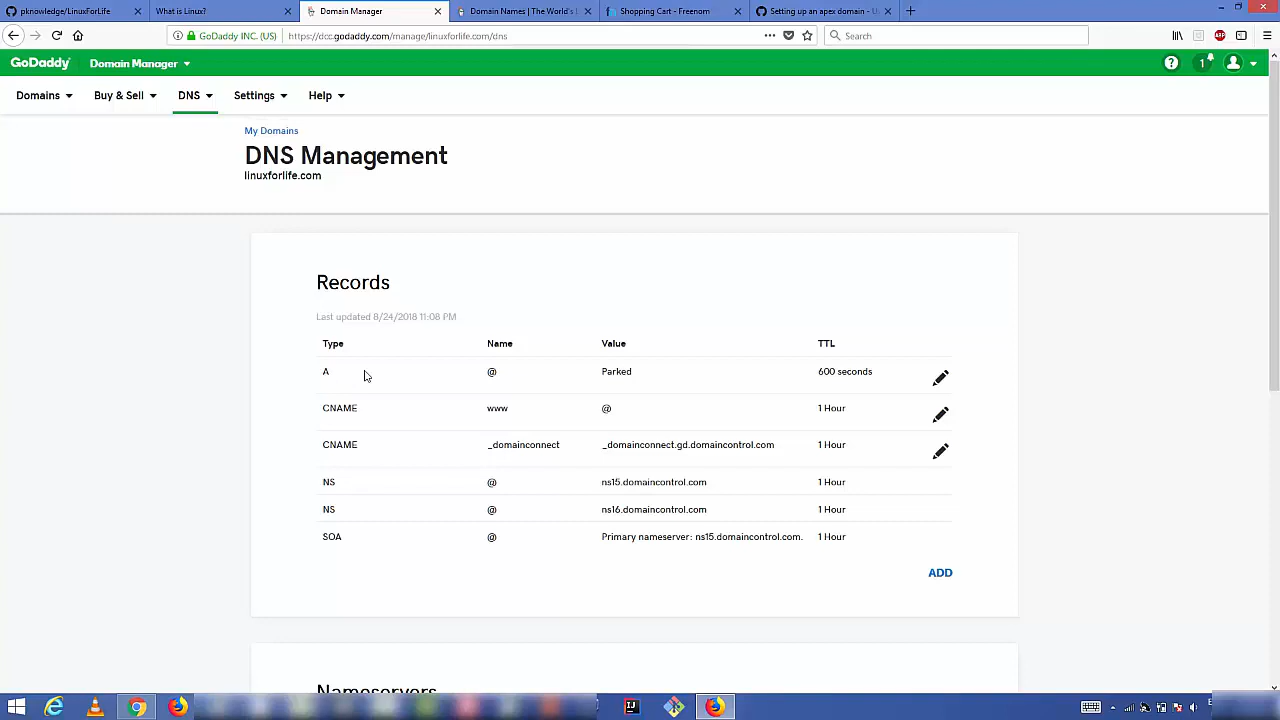 pknowledge/LinuxForLife
What is Linux?
Domain Manager
Domain Names | The World's
Shopping Cart - Freenom
Setting up an apex domain - U
GoDaddy INC. (US)
https://dcc.godaddy.com/manage/linuxforlife.com/dns
Search
GoDaddy
Domain Manager
1
Domains
Buy & Sell
DNS
Settings
Help
My Domains
DNS Management
linuxforlife.com
Records
Last updated 8/24/2018 11:08 PM
Type Name Value TTL
A @ Parked 600 seconds
CNAME www @ 1 Hour
CNAME _domainconnect _domainconnect.gd.domaincontrol.com 1 Hour
NS @ ns15.domaincontrol.com 1 Hour
NS @ ns16.domaincontrol.com 1 Hour
SOA @ Primary nameserver: ns15.domaincontrol.com. 1 Hour
ADD
Nameservers